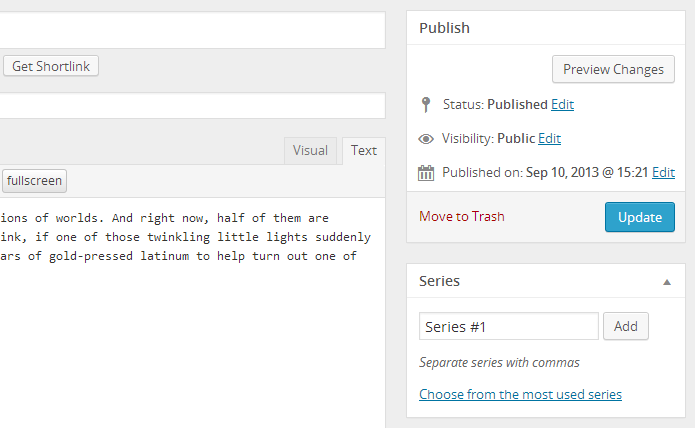 Get Shortlink
Visual Text
fullscreen
ions of worlds. And right now, half of them are
ink, if one of those twinkling little lights suddenly
ars of gold-pressed latinum to help turn out one of
Publish
Preview Changes
Status: Published Edit
Visibility: Public Edit
Published on: Sep 10, 2013 @ 15:21 Edit
Move to Trash Update
Series
Series #1 Add
Separate series with commas
Choose from the most used series